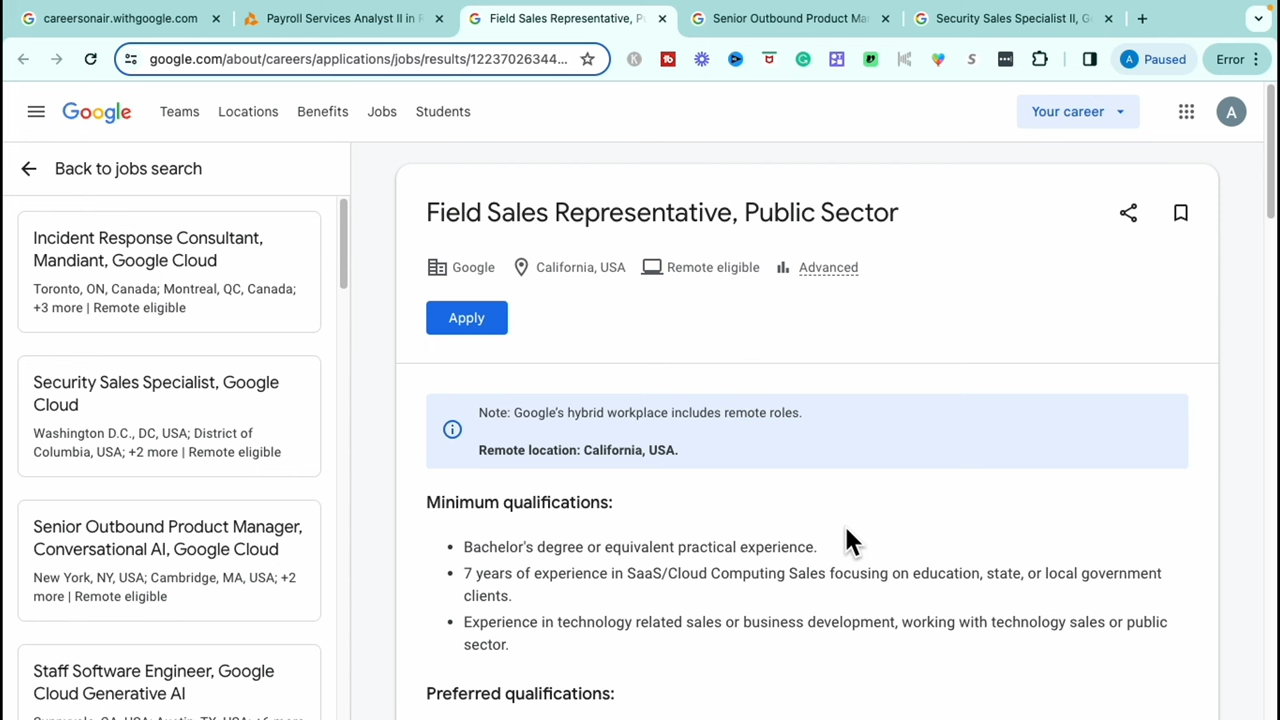 careersonair.withgoogle.com
Payroll Services Analyst II in R
Field Sales Representative, P
Senior Outbound Product Mar
Security Sales Specialist II, G
google.com/about/careers/applications/jobs/results/12237026344...
A Paused
Error
Google
Teams
Locations
Benefits
Jobs
Students
Your career
A
Back to jobs search
Incident Response Consultant,
Mandiant, Google Cloud
Toronto, ON, Canada; Montreal, QC, Canada;
+3 more | Remote eligible
Security Sales Specialist, Google
Cloud
Washington D.C., DC, USA; District of
Columbia, USA; +2 more | Remote eligible
Senior Outbound Product Manager,
Conversational AI, Google Cloud
New York, NY, USA; Cambridge, MA, USA; +2
more | Remote eligible
Staff Software Engineer, Google
Cloud Generative AI
Field Sales Representative, Public Sector
Google
California, USA
Remote eligible
Advanced
Apply
Note: Google's hybrid workplace includes remote roles.
Remote location: California, USA.
Minimum qualifications:
• Bachelor's degree or equivalent practical experience.
• 7 years of experience in SaaS/Cloud Computing Sales focusing on education, state, or local government
clients.
• Experience in technology related sales or business development, working with technology sales or public
sector.
Preferred qualifications: